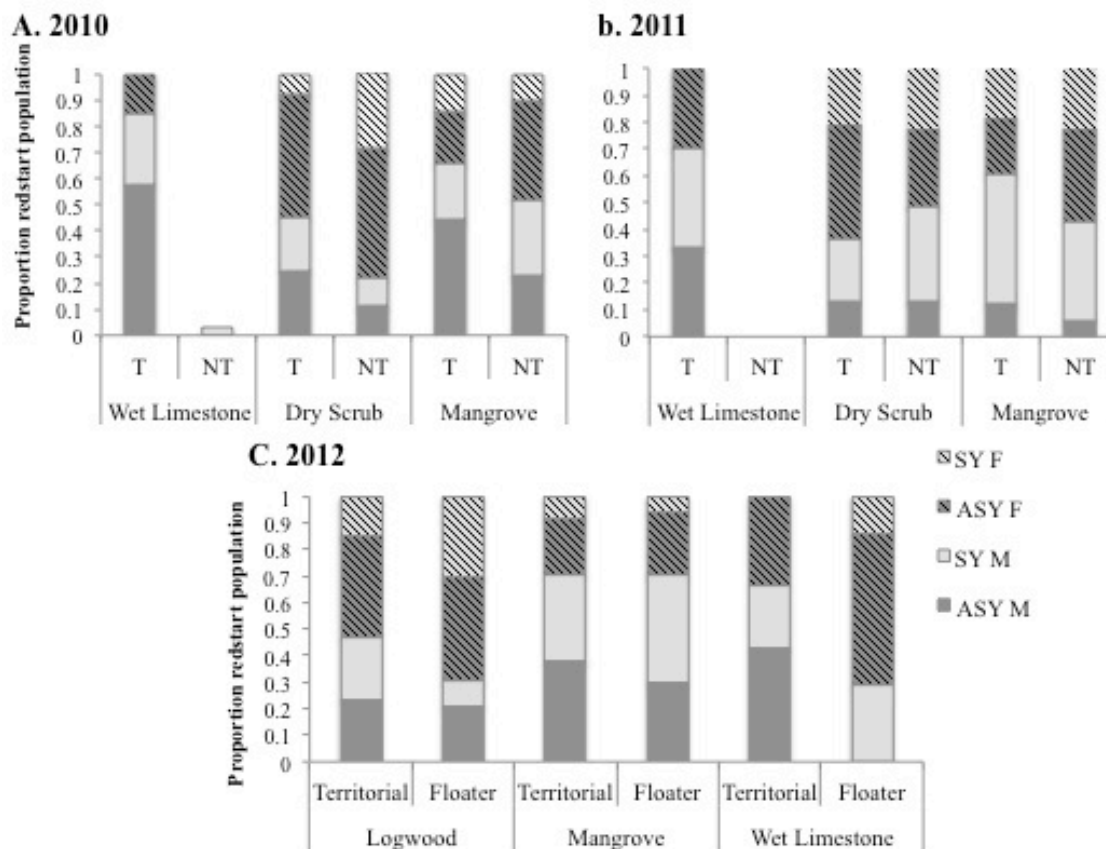 A. 2010
Proportion redstart population
1
0.9
0.8
0.7
0.6
0.5
0.4
0.3
0.2
0.1
0
T NT T NT T NT
Wet Limestone Dry Scrub Mangrove
b. 2011
1
0.9
0.8
0.7
0.6
0.5
0.4
0.3
0.2
0.1
0
T NT T NT T NT
Wet Limestone Dry Scrub Mangrove
C. 2012
Proportion redstart population
1
0.9
0.8
0.7
0.6
0.5
0.4
0.3
0.2
0.1
0
Territorial Floater Territorial Floater Territorial Floater
Logwood Mangrove Wet Limestone
SY F
ASY F
SY M
ASY M